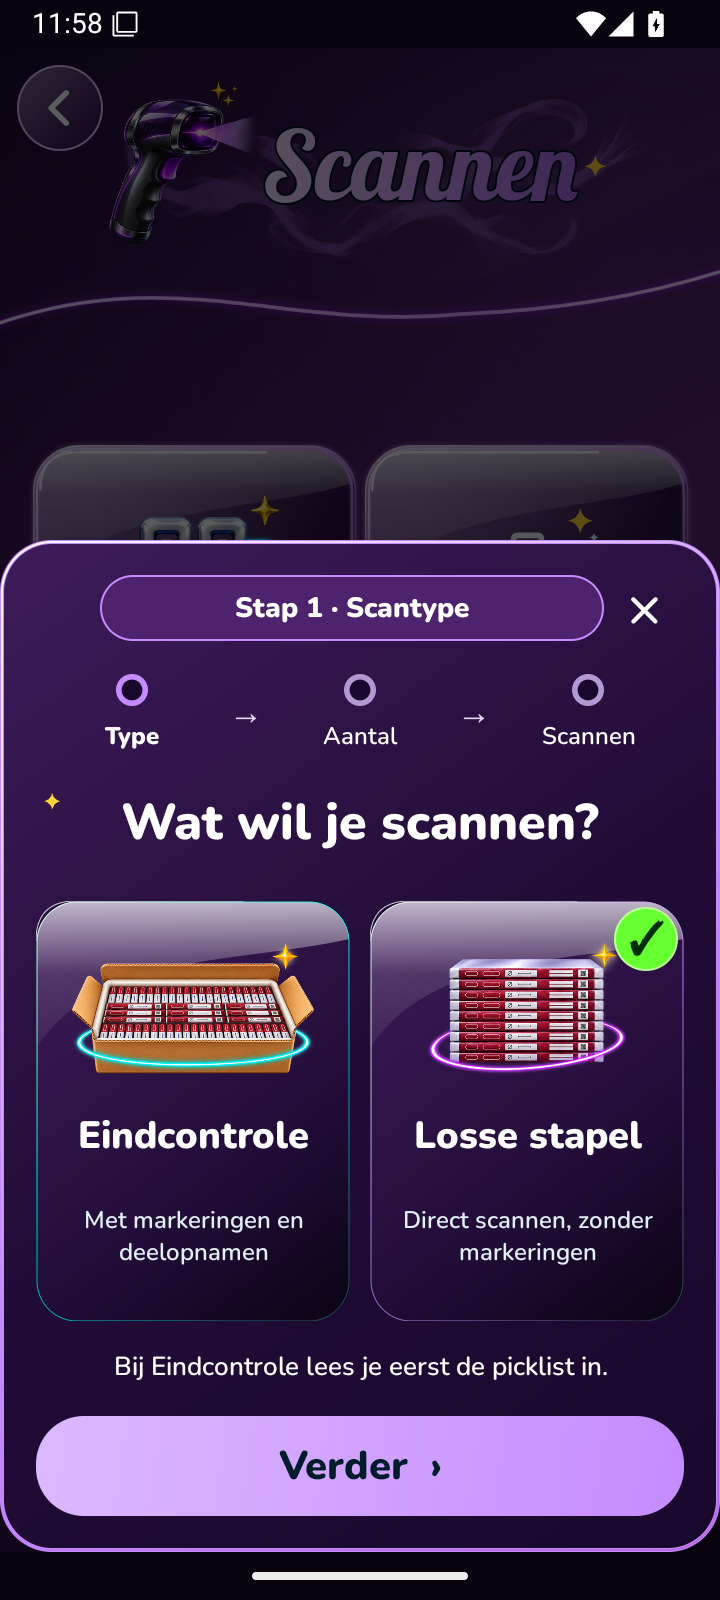 11:58
Scannen
Stap 1 · Scantype
Type → Aantal → Scannen
Wat wil je scannen?
Eindcontrole
Met markeringen en
deelopnamen
Losse stapel
Direct scannen, zonder
markeringen
Bij Eindcontrole lees je eerst de picklist in.
Verder ›